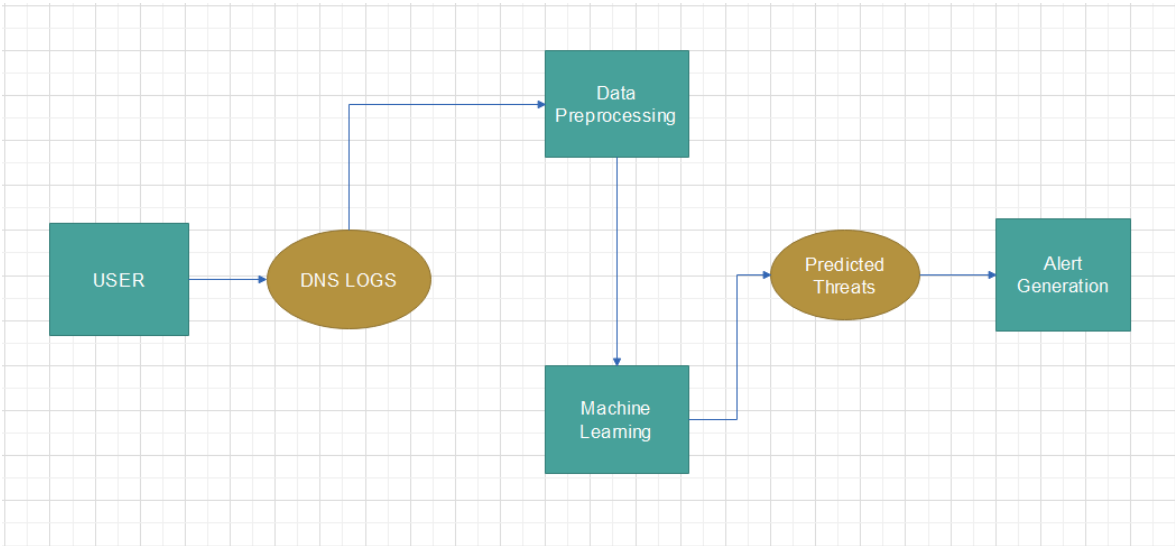 USER
DNS LOGS
Data
Preprocessing
Machine
Learning
Predicted
Threats
Alert
Generation